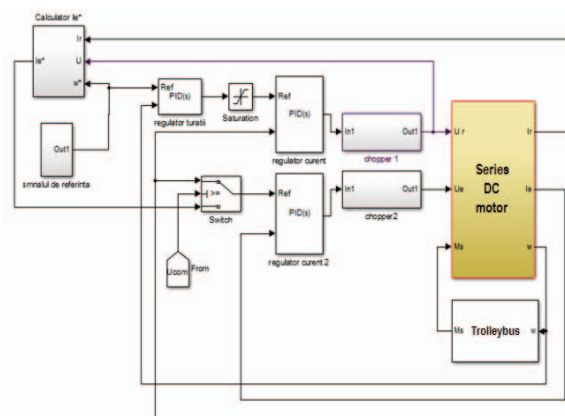 Calculator Ie*
Ir
Ie*
U
w*
Out1
smnalul de referinta
Ref
PID(s)
regulator turatii
Saturation
Ref
PID(s)
regulator curent
In1
Out1
chopper 1
U r
Ir
Series
DC
motor
Ue
Ie
Ms
w
>=
Switch
Ref
PID(s)
regulator curent 2
In1
Out1
chopper2
Ucom
From
Ms
Trolleybus
w